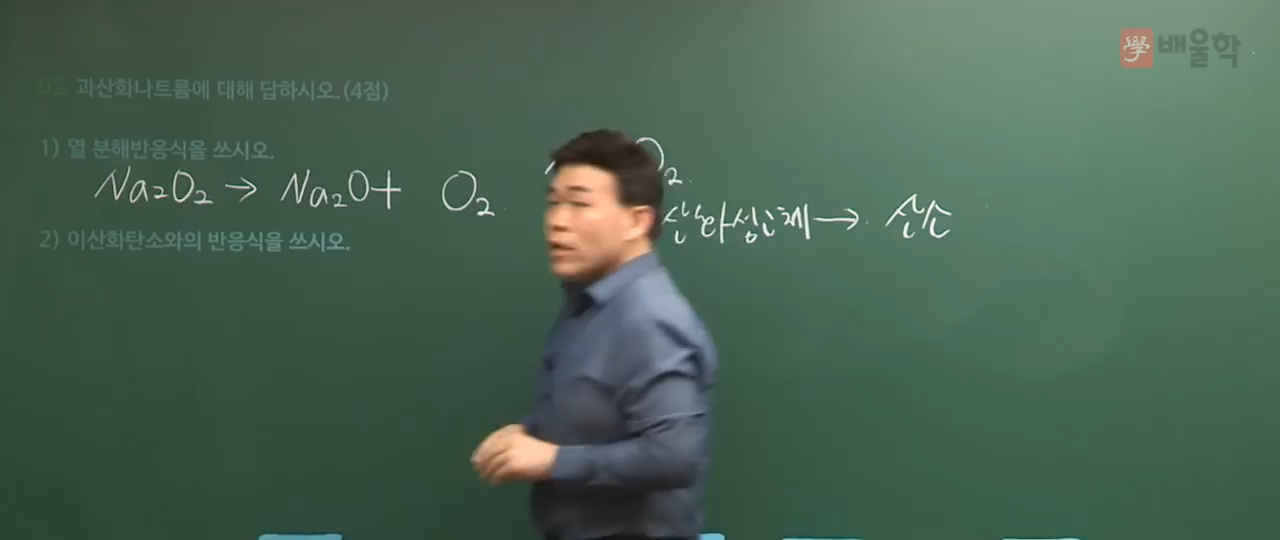 學 배울학
02. 과산화나트륨에 대해 답하시오.(4점)
1) 열 분해반응식을 쓰시오.
Na₂O₂ → Na₂O + O₂
O₂
산화성고체 → 산소
2) 이산화탄소와의 반응식을 쓰시오.